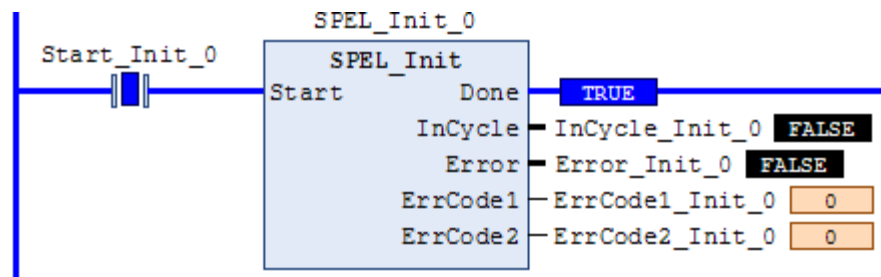 SPEL_Init_0
Start_Init_0
SPEL_Init
Start Done TRUE
InCycle InCycle_Init_0 FALSE
Error Error_Init_0 FALSE
ErrCode1 ErrCode1_Init_0 0
ErrCode2 ErrCode2_Init_0 0